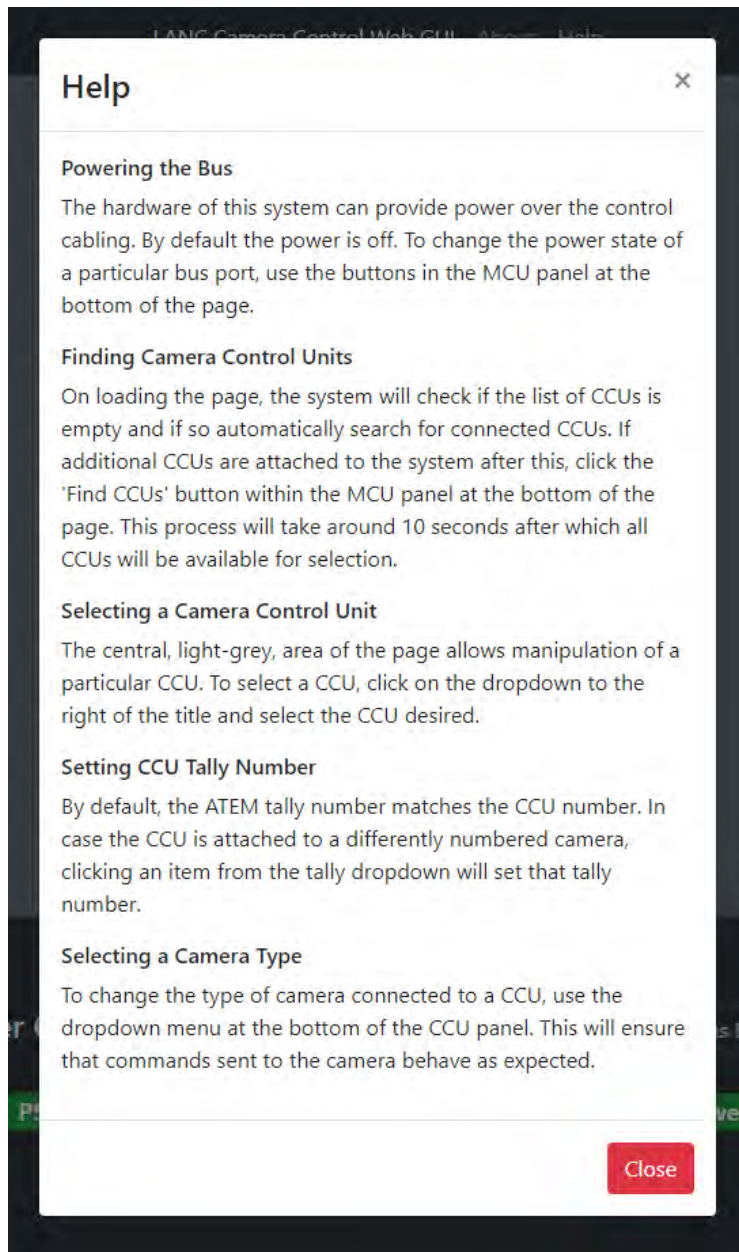 LANC Camera Control Web GUI About Help
Help
×
Powering the Bus
The hardware of this system can provide power over the control
cabling. By default the power is off. To change the power state of
a particular bus port, use the buttons in the MCU panel at the
bottom of the page.
Finding Camera Control Units
On loading the page, the system will check if the list of CCUs is
empty and if so automatically search for connected CCUs. If
additional CCUs are attached to the system after this, click the
'Find CCUs' button within the MCU panel at the bottom of the
page. This process will take around 10 seconds after which all
CCUs will be available for selection.
Selecting a Camera Control Unit
The central, light-grey, area of the page allows manipulation of a
particular CCU. To select a CCU, click on the dropdown to the
right of the title and select the CCU desired.
Setting CCU Tally Number
By default, the ATEM tally number matches the CCU number. In
case the CCU is attached to a differently numbered camera,
clicking an item from the tally dropdown will set that tally
number.
Selecting a Camera Type
To change the type of camera connected to a CCU, use the
dropdown menu at the bottom of the CCU panel. This will ensure
that commands sent to the camera behave as expected.
Close